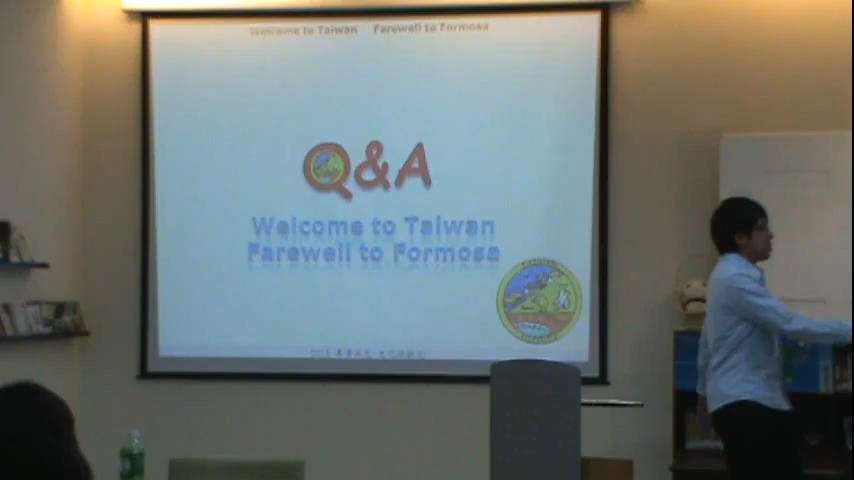 Welcome to Taiwan Farewell to Formosa
Q&A
Welcome to Taiwan
Farewell to Formosa